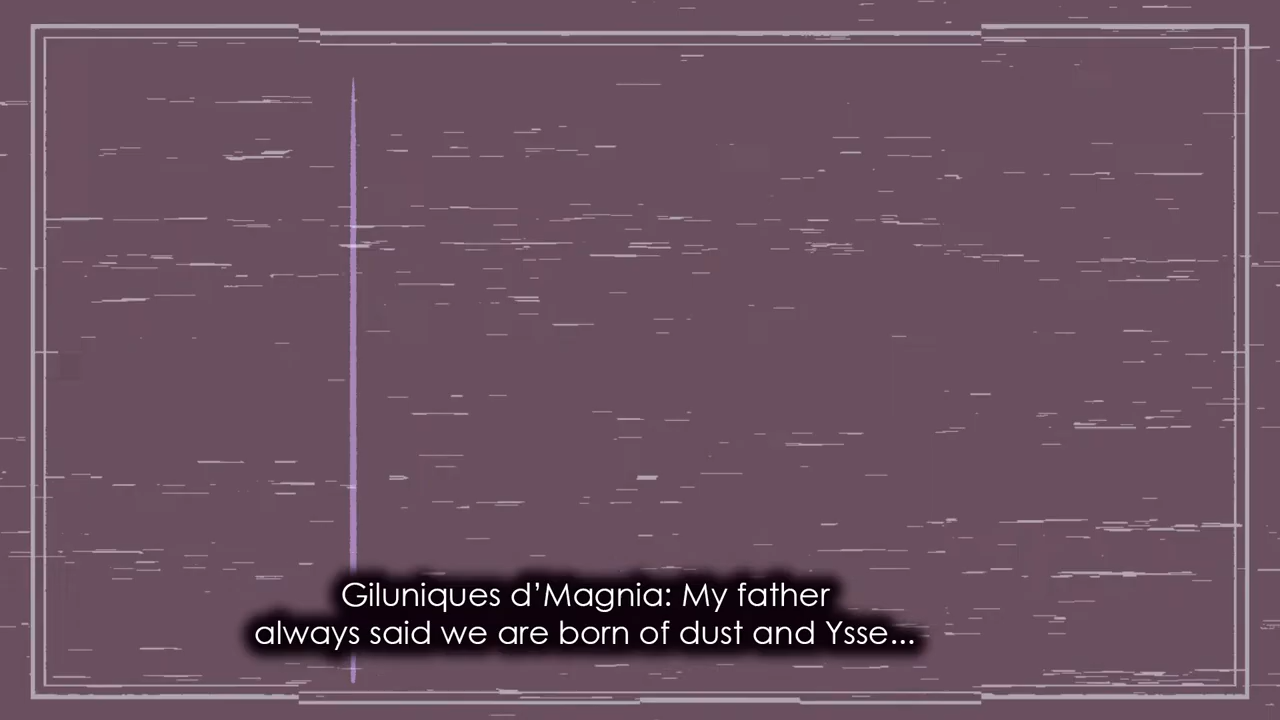 Giluniques d’Magnia: My father
always said we are born of dust and Ysse...